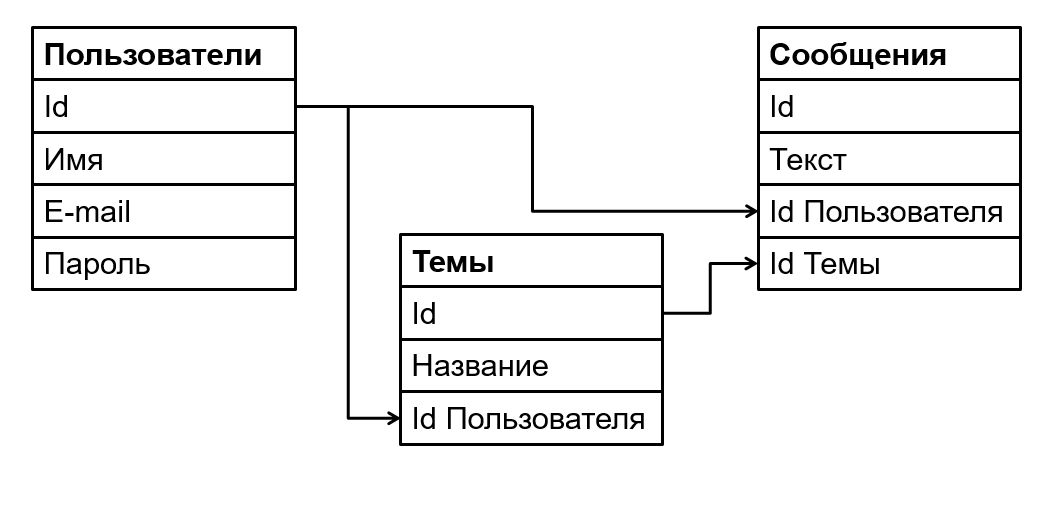 Пользователи
Id
Имя
E-mail
Пароль
Темы
Id
Название
Id Пользователя
Сообщения
Id
Текст
Id Пользователя
Id Темы